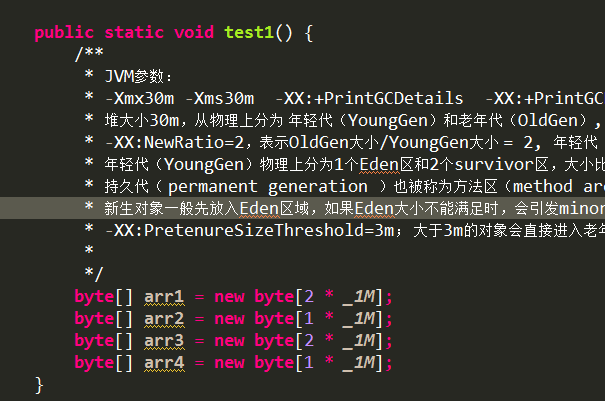 public static void test1() {
/**
* JVM参数：
* -Xmx30m -Xms30m -XX:+PrintGCDetails -XX:+PrintGC
* 堆大小30m，从物理上分为 年轻代（YoungGen）和老年代（OldGen），
* -XX:NewRatio=2，表示OldGen大小/YoungGen大小 = 2, 年轻代
* 年轻代（YoungGen）物理上分为1个Eden区和2个survivor区，大小比
* 持久代（ permanent generation ）也被称为方法区（method are
* 新生对象一般先放入Eden区域，如果Eden大小不能满足时，会引发minor
* -XX:PretenureSizeThreshold=3m; 大于3m的对象会直接进入老年
*
*/
byte[] arr1 = new byte[2 * _1M];
byte[] arr2 = new byte[1 * _1M];
byte[] arr3 = new byte[2 * _1M];
byte[] arr4 = new byte[1 * _1M];
}